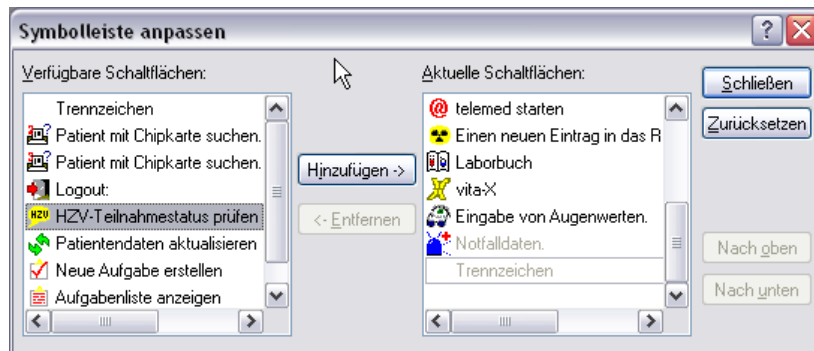 Symbolleiste anpassen
Verfügbare Schaltflächen:
Trennzeichen
Patient mit Chipkarte suchen.
Patient mit Chipkarte suchen.
Logout:
HZV HZV-Teilnahmestatus prüfen
Patientendaten aktualisieren
Neue Aufgabe erstellen
Aufgabenliste anzeigen
Hinzufügen ->
<- Entfernen
Aktuelle Schaltflächen:
telemed starten
Einen neuen Eintrag in das R
Laborbuch
vita-X
Eingabe von Augenwerten.
Notfalldaten.
Trennzeichen
Schließen
Zurücksetzen
Nach oben
Nach unten